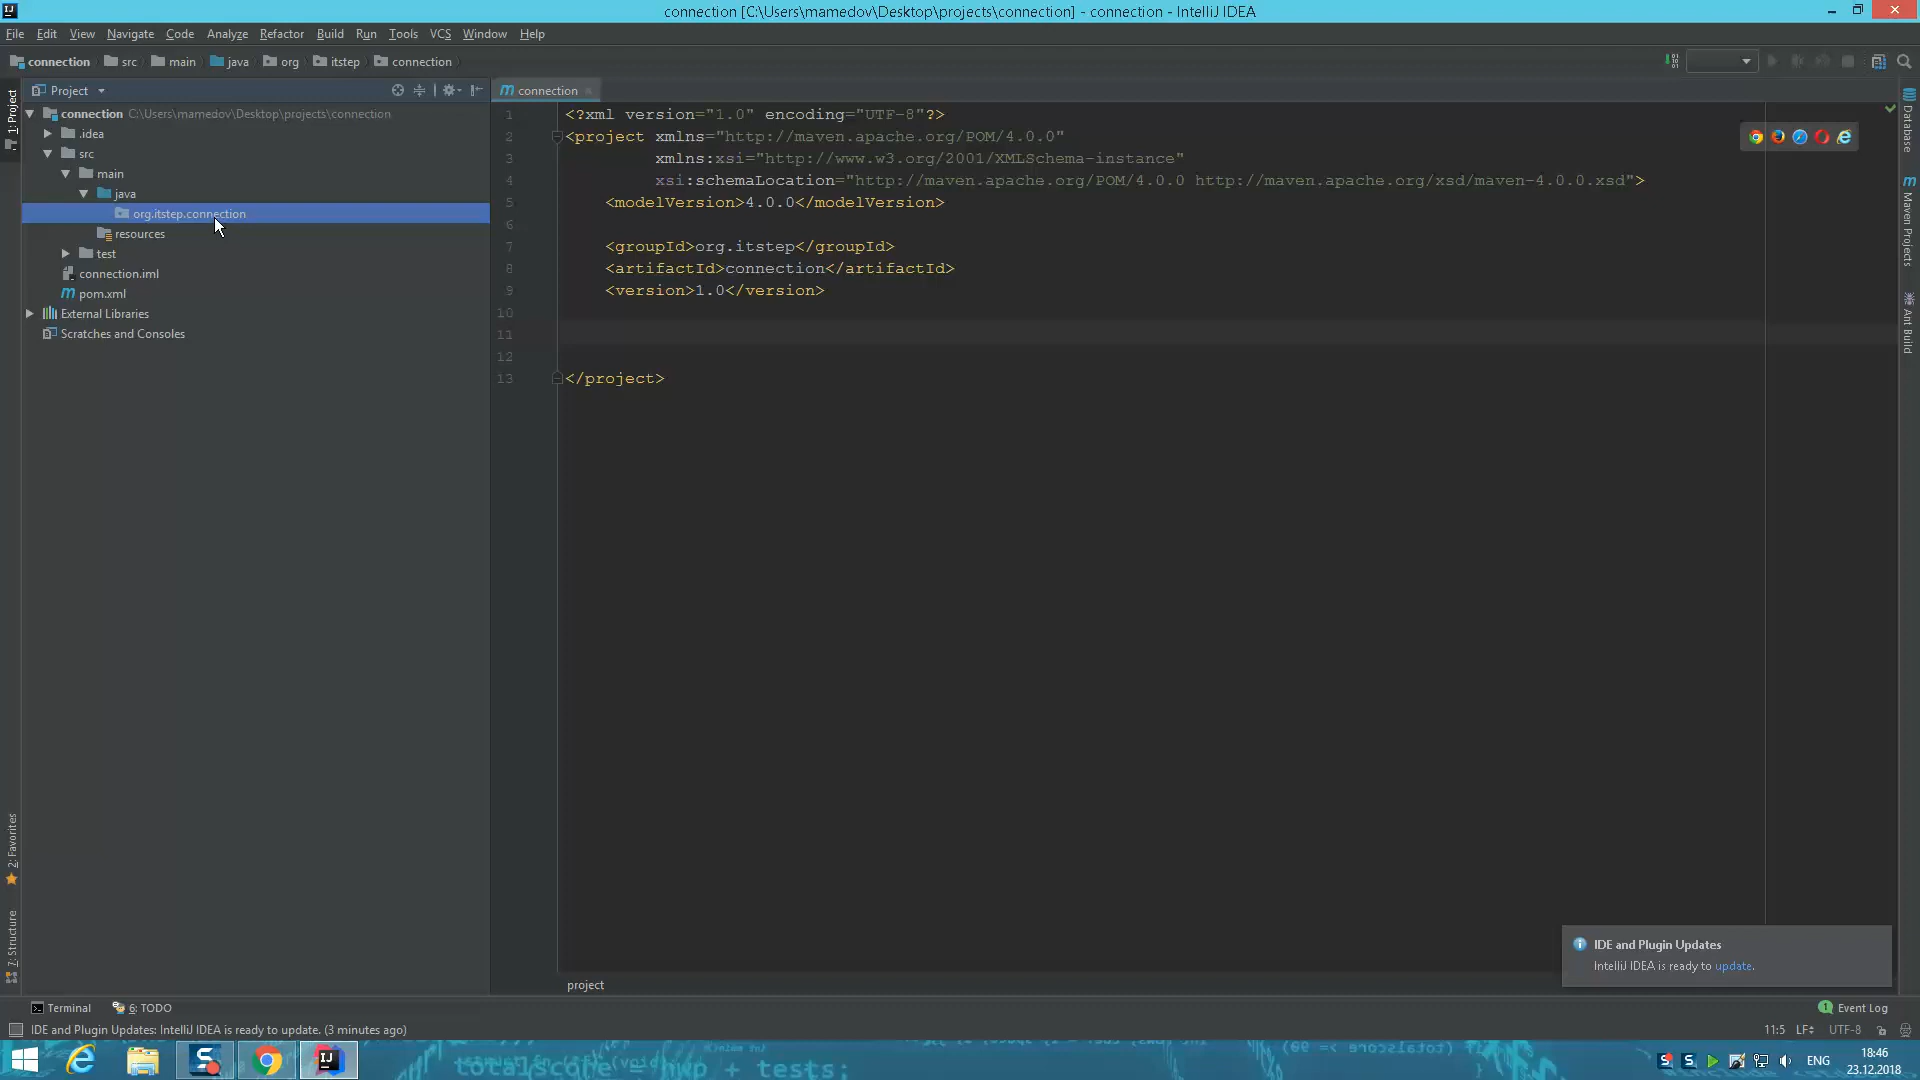 connection [C:\Users\mamedov\Desktop\projects\connection] - connection - IntelliJ IDEA
File Edit View Navigate Code Analyze Refactor Build Run Tools VCS Window Help
connection src main java org itstep connection
Project
connection
1: Project
connection C:\Users\mamedov\Desktop\projects\connection
.idea
src
main
java
org.itstep.connection
resources
test
connection.iml
pom.xml
External Libraries
Scratches and Consoles
1 <?xml version="1.0" encoding="UTF-8"?>
2 <project xmlns="http://maven.apache.org/POM/4.0.0"
3 xmlns:xsi="http://www.w3.org/2001/XMLSchema-instance"
4 xsi:schemaLocation="http://maven.apache.org/POM/4.0.0 http://maven.apache.org/xsd/maven-4.0.0.xsd">
5 <modelVersion>4.0.0</modelVersion>
6
7 <groupId>org.itstep</groupId>
8 <artifactId>connection</artifactId>
9 <version>1.0</version>
10
11
12
13 </project>
Database
Maven Projects
Ant Build
2: Favorites
7: Structure
IDE and Plugin Updates
IntelliJ IDEA is ready to update.
project
Terminal 6: TODO
1 Event Log
IDE and Plugin Updates: IntelliJ IDEA is ready to update. (3 minutes ago)
11:5 LF UTF-8
totalscore = hwp + tests;
(totalscore >= 90)
ENG
18:46
23.12.2018